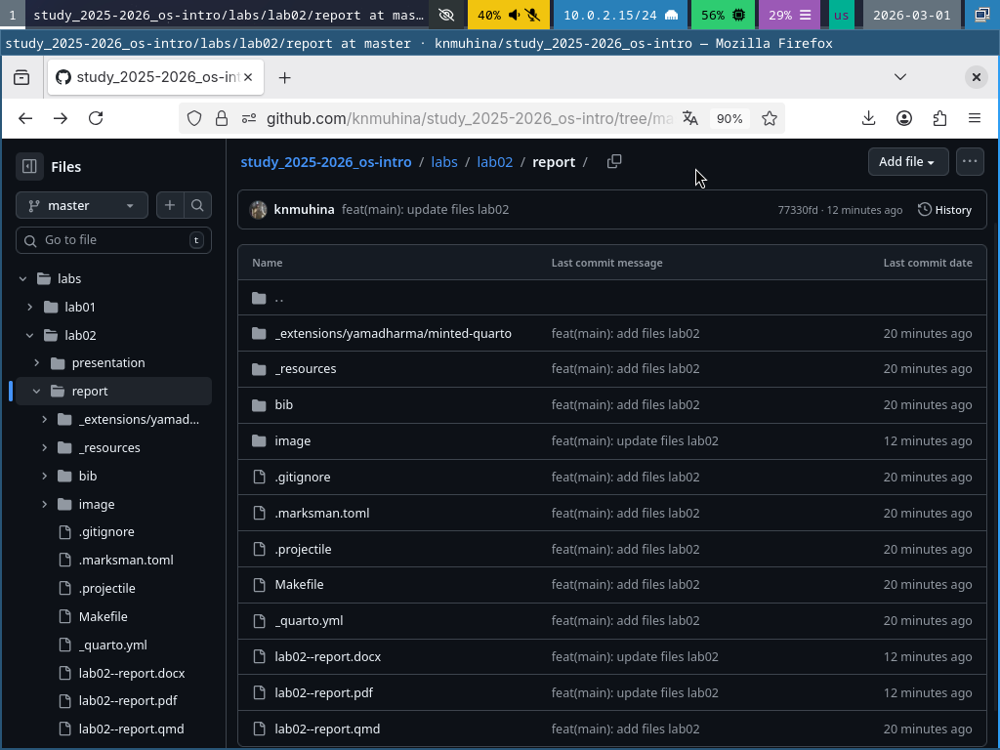 1 study_2025-2026_os-intro/labs/lab02/report at mas… 40% 10.0.2.15/24 56% 29% us 2026-03-01
study_2025-2026_os-intro/labs/lab02/report at master · knmuhina/study_2025-2026_os-intro — Mozilla Firefox
study_2025-2026_os-int
github.com/knmuhina/study_2025-2026_os-intro/tree/ma 90%
Files
study_2025-2026_os-intro / labs / lab02 / report /
Add file
master
knmuhina feat(main): update files lab02 77330fd · 12 minutes ago History
Go to file t
Name Last commit message Last commit date
labs
lab01
lab02
presentation
report
_extensions/yamad...
_resources
bib
image
.gitignore
.marksman.toml
.projectile
Makefile
_quarto.yml
lab02--report.docx
lab02--report.pdf
lab02--report.qmd
..
_extensions/yamadharma/minted-quarto feat(main): add files lab02 20 minutes ago
_resources feat(main): add files lab02 20 minutes ago
bib feat(main): add files lab02 20 minutes ago
image feat(main): update files lab02 12 minutes ago
.gitignore feat(main): add files lab02 20 minutes ago
.marksman.toml feat(main): add files lab02 20 minutes ago
.projectile feat(main): add files lab02 20 minutes ago
Makefile feat(main): add files lab02 20 minutes ago
_quarto.yml feat(main): add files lab02 20 minutes ago
lab02--report.docx feat(main): update files lab02 12 minutes ago
lab02--report.pdf feat(main): update files lab02 12 minutes ago
lab02--report.qmd feat(main): add files lab02 20 minutes ago